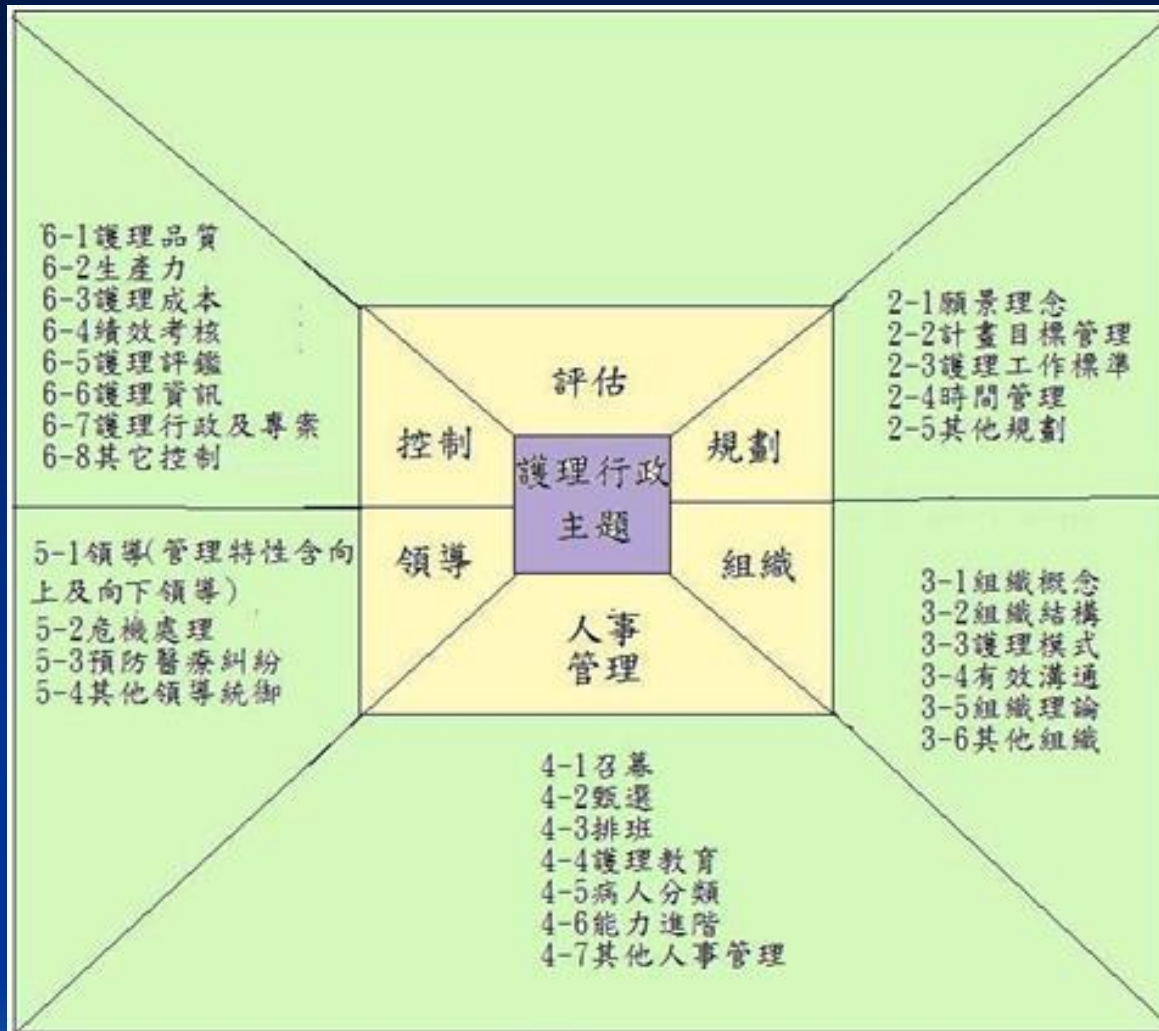 6-1護理品質
6-2生產力
6-3護理成本
6-4績效考核
6-5護理評鑑
6-6護理資訊
6-7護理行政及專案
6-8其它控制
評估
控制
規劃
護理行政
主題
領導
組織
人事
管理
2-1願景理念
2-2計畫目標管理
2-3護理工作標準
2-4時間管理
2-5其他規劃
5-1領導(管理特性含向
上及向下領導)
5-2危機處理
5-3預防醫療糾紛
5-4其他領導統御
3-1組織概念
3-2組織結構
3-3護理模式
3-4有效溝通
3-5組織理論
3-6其他組織
4-1召募
4-2甄選
4-3排班
4-4護理教育
4-5病人分類
4-6能力進階
4-7其他人事管理